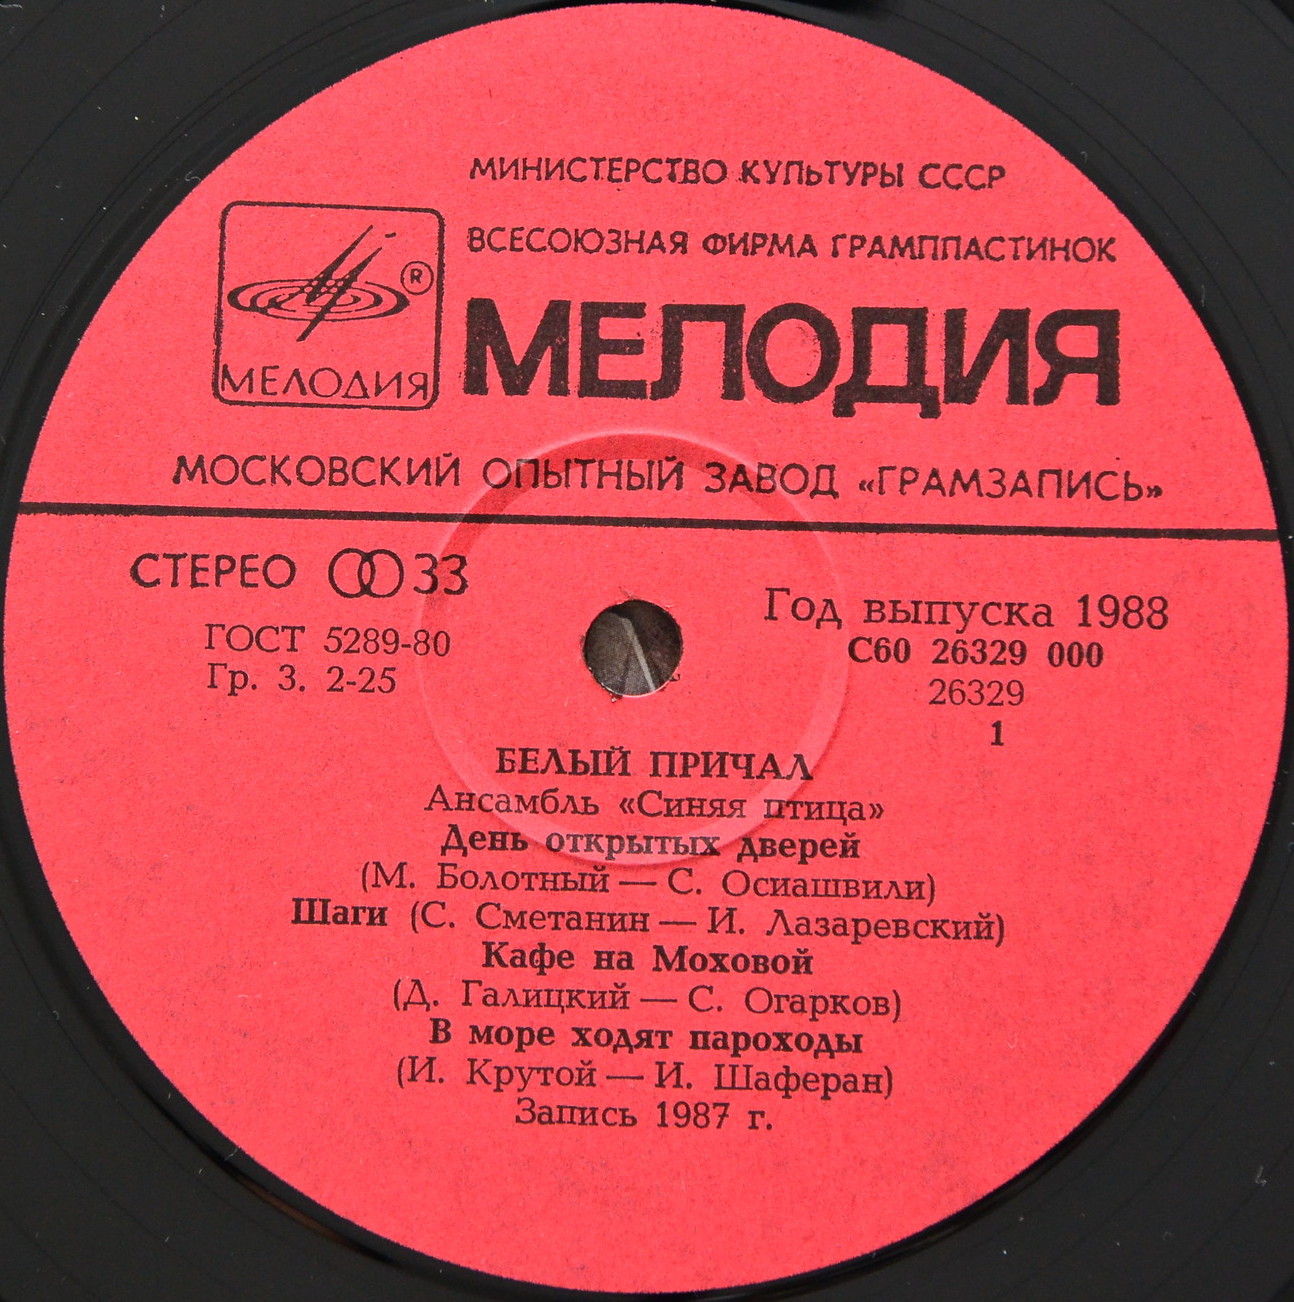 МИНИСТЕРСТВО КУЛЬТУРЫ СССР
ВСЕСОЮЗНАЯ ФИРМА ГРАМПЛАСТИНОК
®
МЕЛОДИЯ
МЕЛОДИЯ
МОСКОВСКИЙ ОПЫТНЫЙ ЗАВОД «ГРАМЗАПИСЬ»
СТЕРЕО 33
ГОСТ 5289-80
Гр. 3. 2-25
Год выпуска 1988
С60 26329 000
26329
1
БЕЛЫЙ ПРИЧАЛ
Ансамбль «Синяя птица»
День открытых дверей
(М. Болотный — С. Осиашвили)
Шаги (С. Сметанин — И. Лазаревский)
Кафе на Моховой
(Д. Галицкий — С. Огарков)
В море ходят пароходы
(И. Крутой — И. Шаферан)
Запись 1987 г.